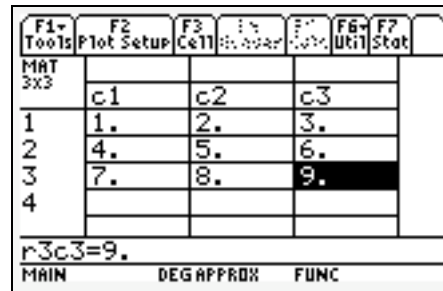 F1 F2 F3 F6 F7
Tools Plot Setup Cell Util Stat
MAT
3x3
c1 c2 c3
1 1. 2. 3.
2 4. 5. 6.
3 7. 8. 9.
4
r3c3=9.
MAIN DEG APPROX FUNC